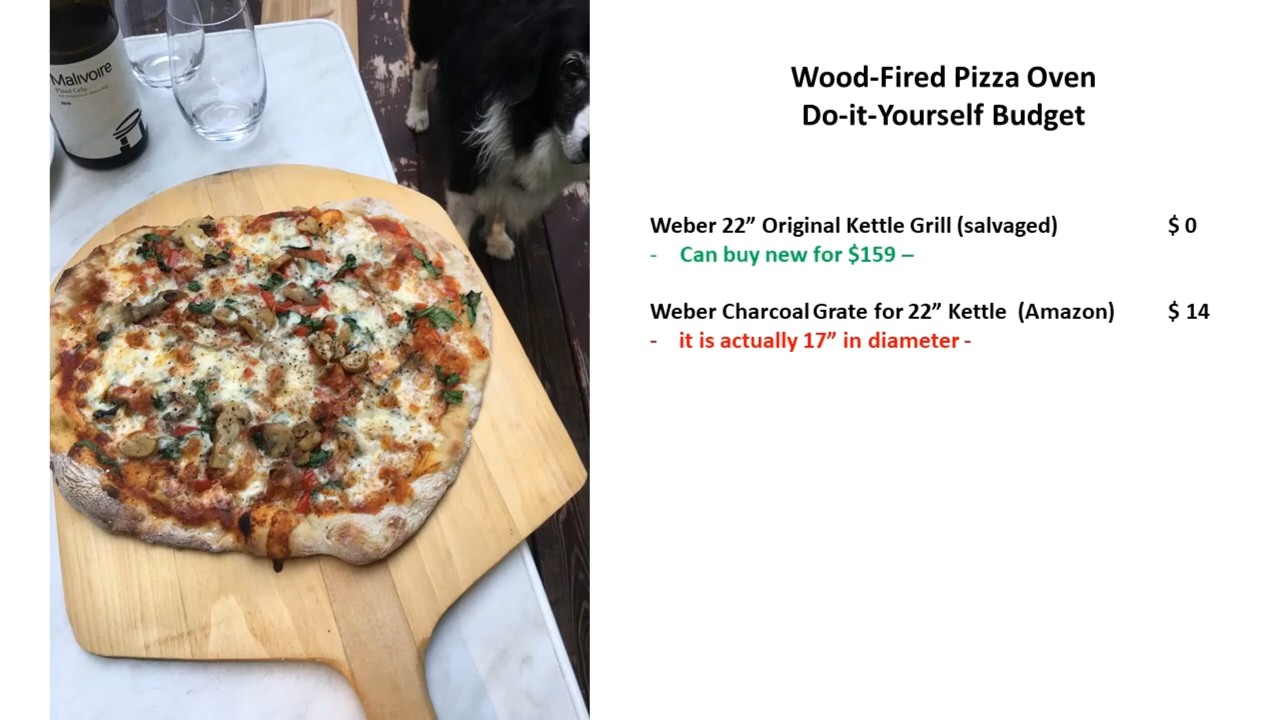 Malivoire
Wood-Fired Pizza Oven
Do-it-Yourself Budget
Weber 22” Original Kettle Grill (salvaged) $ 0
- Can buy new for $159 –
Weber Charcoal Grate for 22” Kettle (Amazon) $ 14
- it is actually 17” in diameter -